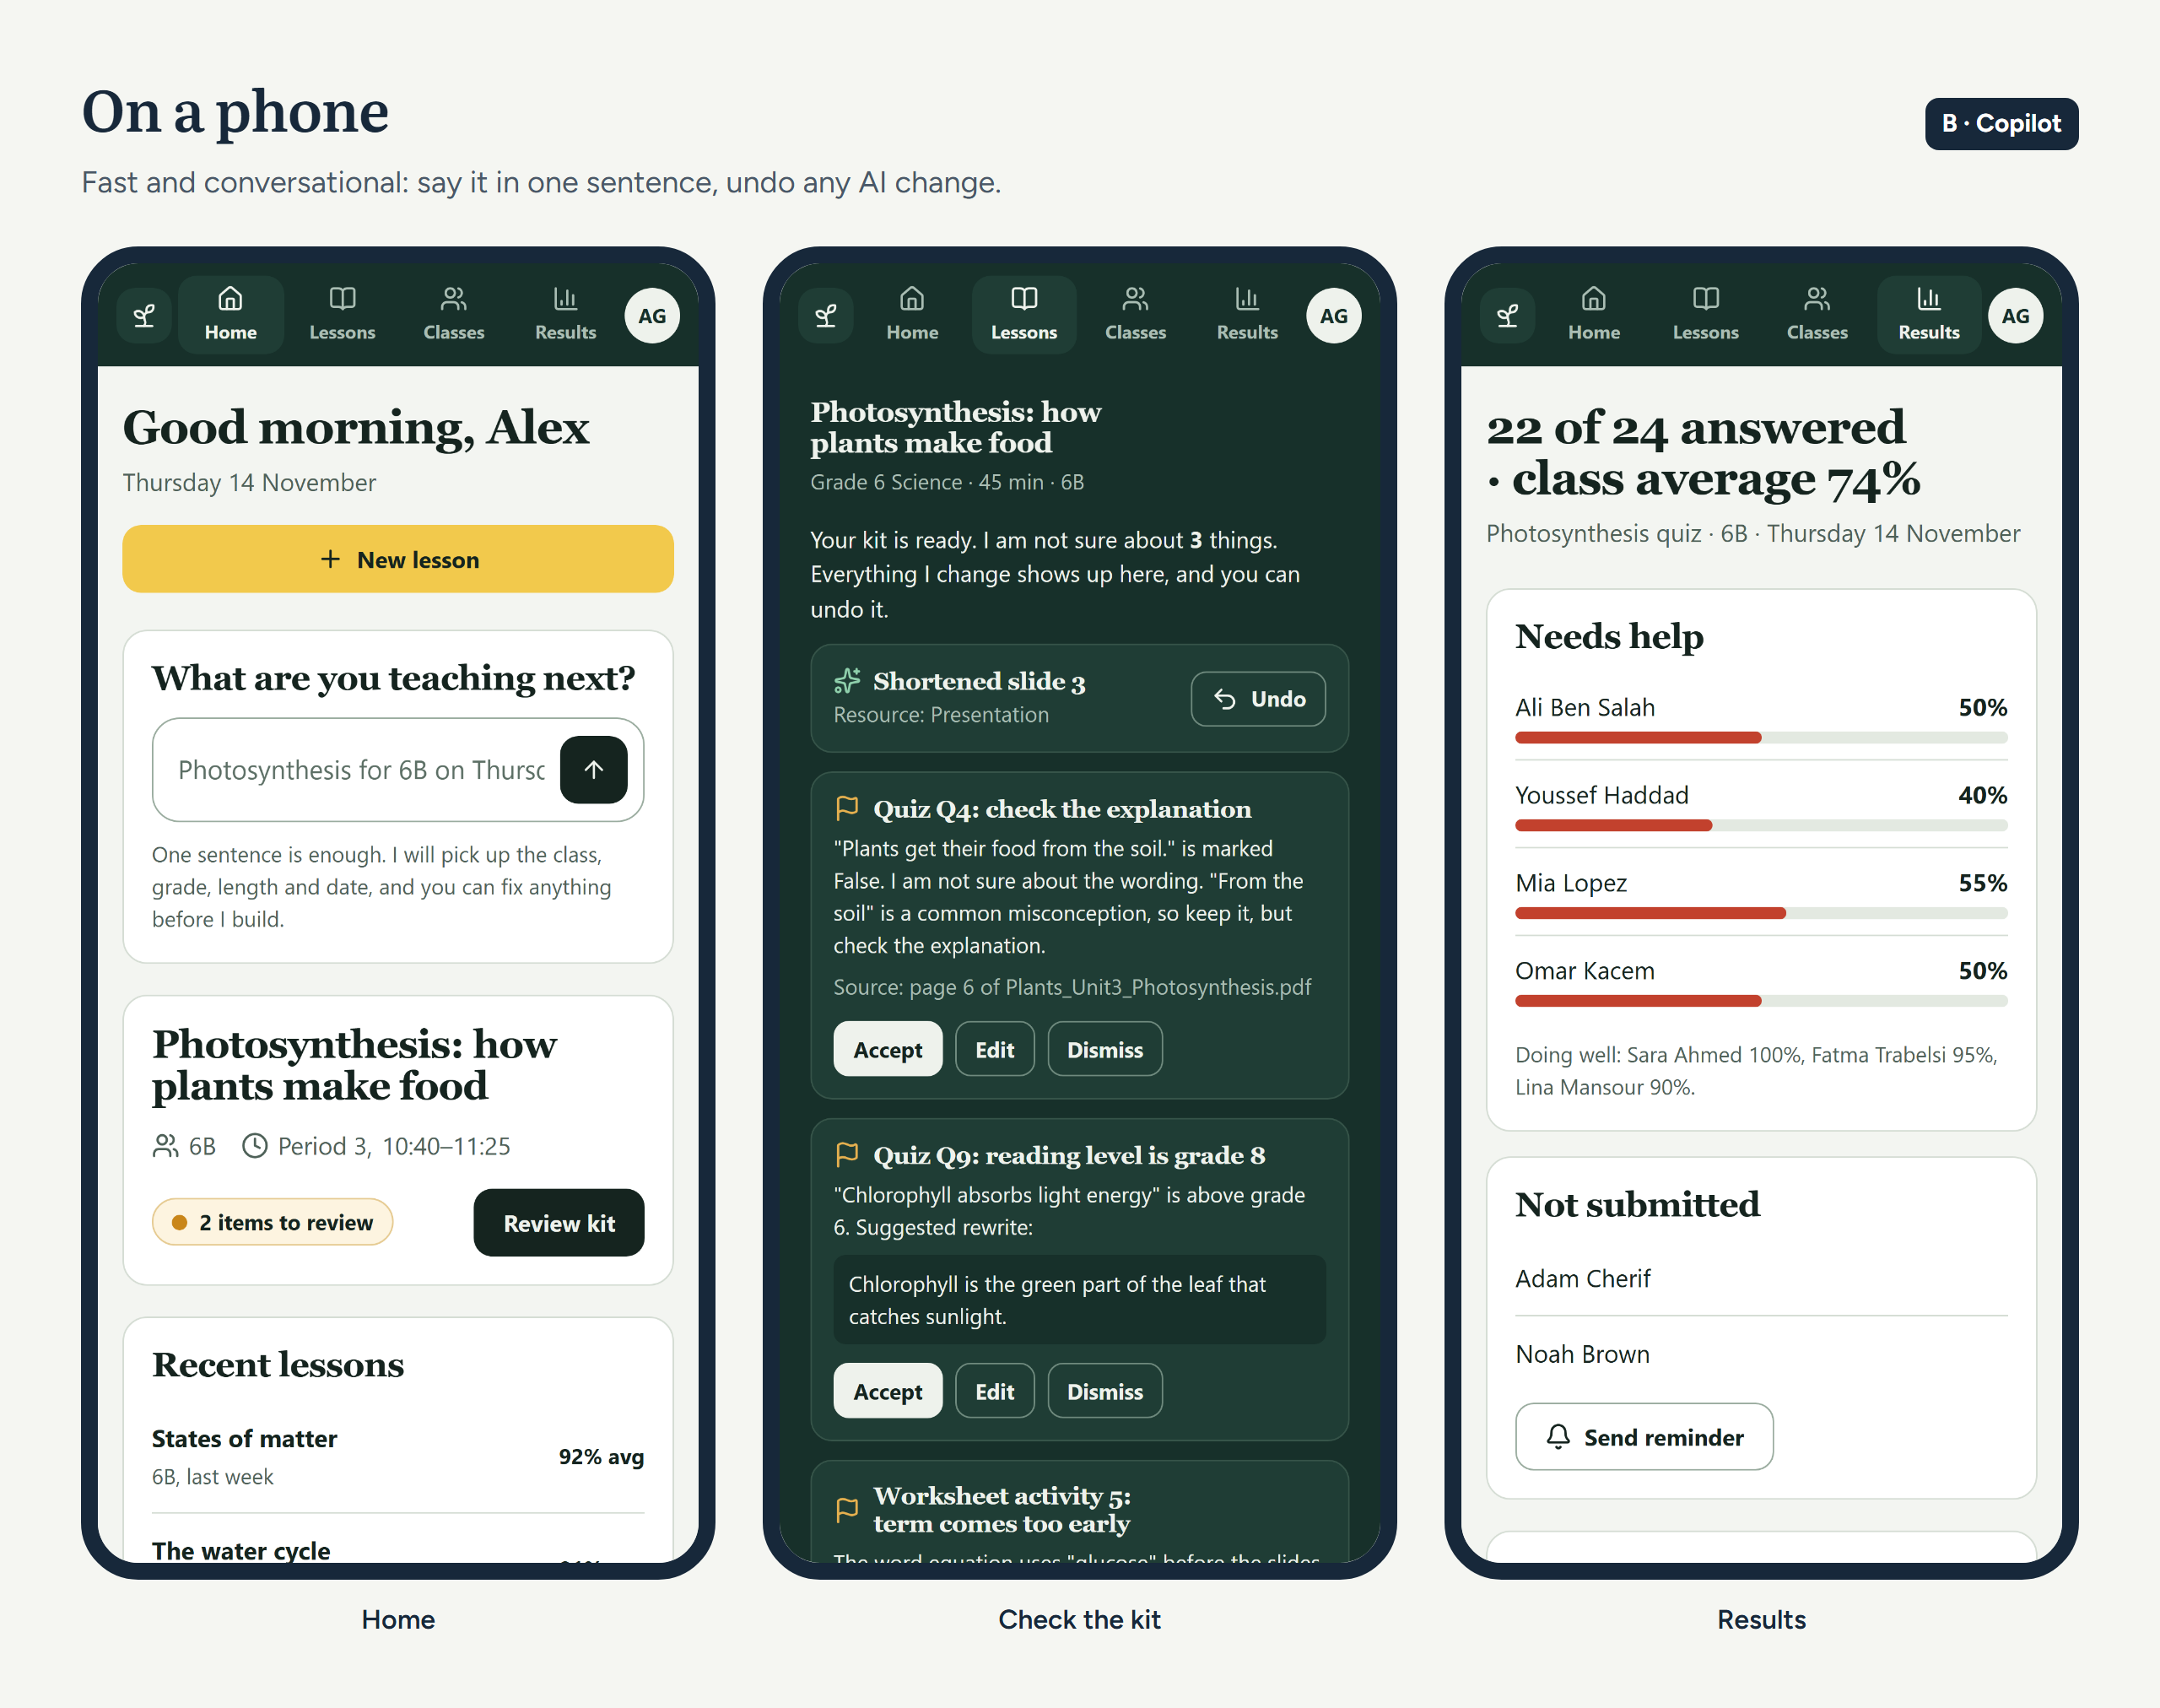 On a phone
B · Copilot
Fast and conversational: say it in one sentence, undo any AI change.
Home
Lessons
Classes
Results
AG
Good morning, Alex
Thursday 14 November
New lesson
What are you teaching next?
Photosynthesis for 6B on Thursd
One sentence is enough. I will pick up the class,
grade, length and date, and you can fix anything
before I build.
Photosynthesis: how
plants make food
6B
Period 3, 10:40–11:25
2 items to review
Review kit
Recent lessons
States of matter
6B, last week
92% avg
The water cycle
Home
Home
Lessons
Classes
Results
AG
Photosynthesis: how
plants make food
Grade 6 Science · 45 min · 6B
Your kit is ready. I am not sure about 3 things.
Everything I change shows up here, and you can
undo it.
Shortened slide 3
Resource: Presentation
Undo
Quiz Q4: check the explanation
"Plants get their food from the soil." is marked
False. I am not sure about the wording. "From the
soil" is a common misconception, so keep it, but
check the explanation.
Source: page 6 of Plants_Unit3_Photosynthesis.pdf
Accept
Edit
Dismiss
Quiz Q9: reading level is grade 8
"Chlorophyll absorbs light energy" is above grade
6. Suggested rewrite:
Chlorophyll is the green part of the leaf that
catches sunlight.
Accept
Edit
Dismiss
Worksheet activity 5:
term comes too early
The word equation uses "glucose" before the slides
Check the kit
Home
Lessons
Classes
Results
AG
22 of 24 answered
· class average 74%
Photosynthesis quiz · 6B · Thursday 14 November
Needs help
Ali Ben Salah
50%
Youssef Haddad
40%
Mia Lopez
55%
Omar Kacem
50%
Doing well: Sara Ahmed 100%, Fatma Trabelsi 95%,
Lina Mansour 90%.
Not submitted
Adam Cherif
Noah Brown
Send reminder
Results